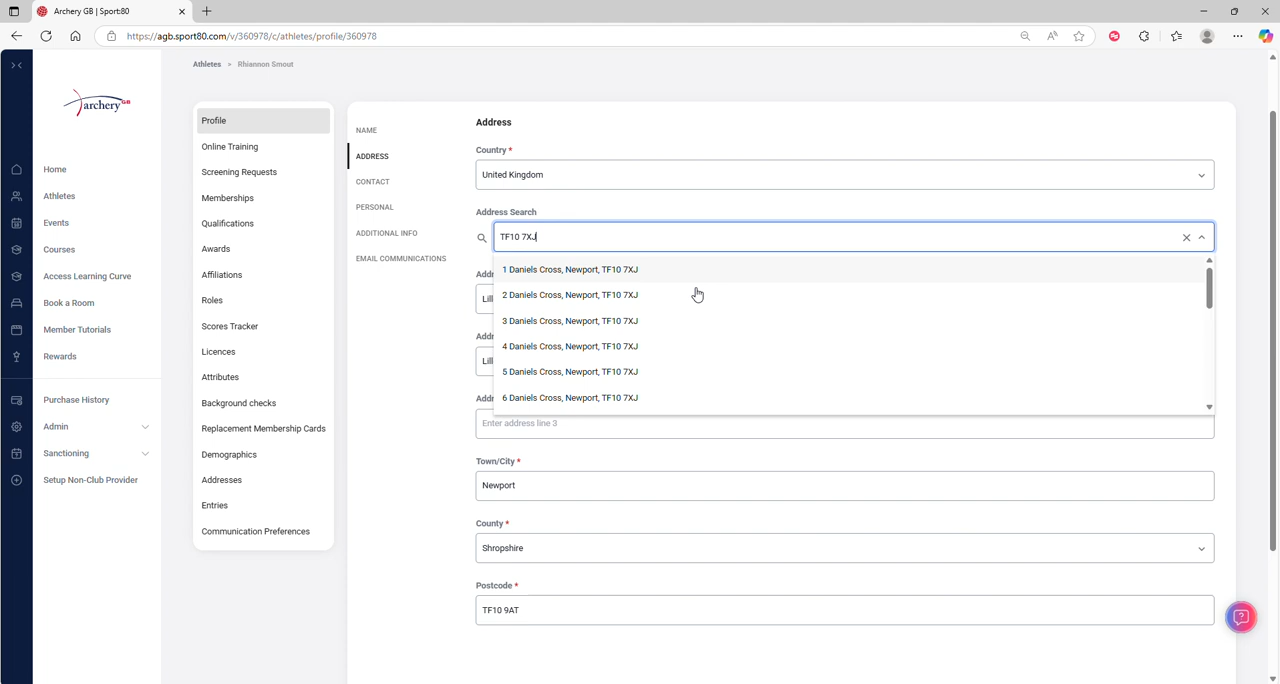 Archery GB | Sport:80
https://agb.sport80.com/v/360978/c/athletes/profile/360978
Athletes > Rhiannon Smout
archery GB
Home
Athletes
Events
Courses
Access Learning Curve
Book a Room
Member Tutorials
Rewards
Purchase History
Admin
Sanctioning
Setup Non-Club Provider
Profile
Online Training
Screening Requests
Memberships
Qualifications
Awards
Affiliations
Roles
Scores Tracker
Licences
Attributes
Background checks
Replacement Membership Cards
Demographics
Addresses
Entries
Communication Preferences
NAME
ADDRESS
CONTACT
PERSONAL
ADDITIONAL INFO
EMAIL COMMUNICATIONS
Address
Country *
United Kingdom
Address Search
TF10 7XJ
1 Daniels Cross, Newport, TF10 7XJ
2 Daniels Cross, Newport, TF10 7XJ
3 Daniels Cross, Newport, TF10 7XJ
4 Daniels Cross, Newport, TF10 7XJ
5 Daniels Cross, Newport, TF10 7XJ
6 Daniels Cross, Newport, TF10 7XJ
Enter address line 3
Town/City *
Newport
County *
Shropshire
Postcode *
TF10 9AT